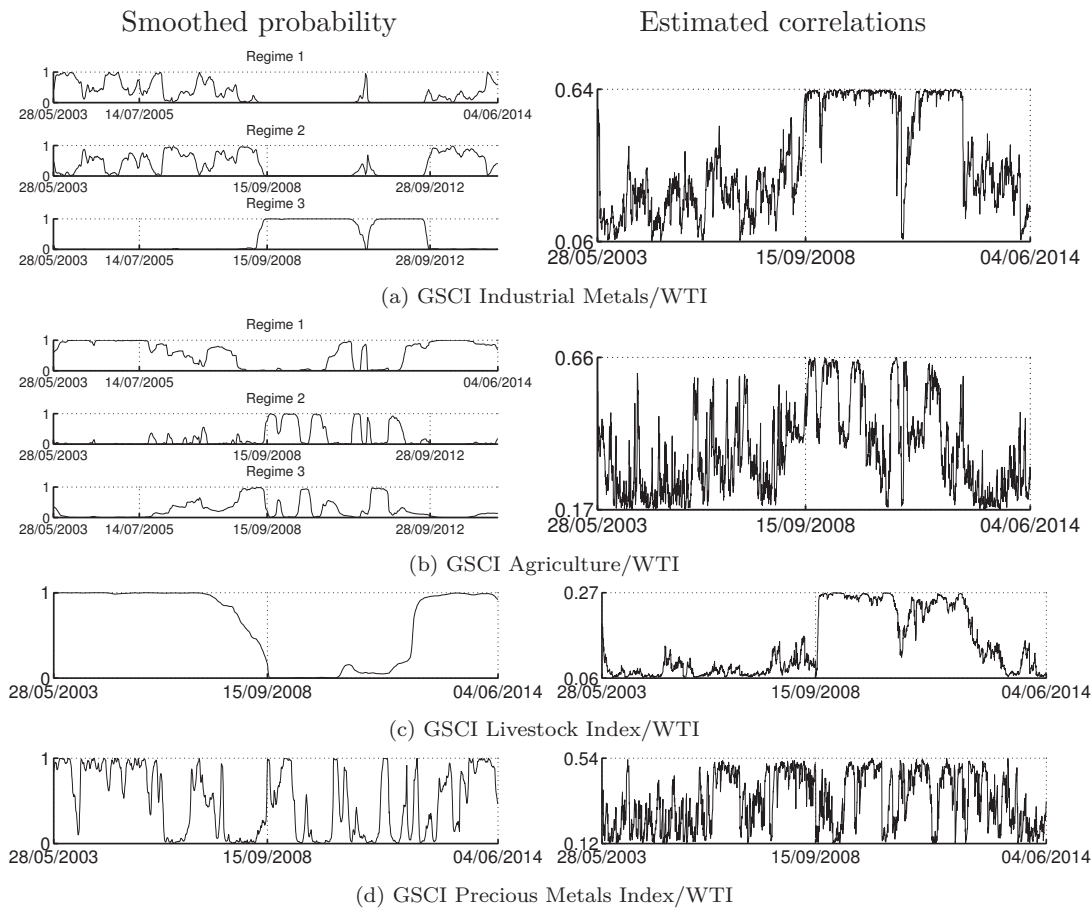 Smoothed probability
Estimated correlations
Regime 1
1
0
28/05/2003 14/07/2005 04/06/2014
Regime 2
1
0
28/05/2003 15/09/2008 28/09/2012
Regime 3
1
0
28/05/2003 14/07/2005 15/09/2008 28/09/2012
0.64
0.06
28/05/2003 15/09/2008 04/06/2014
(a) GSCI Industrial Metals/WTI
Regime 1
1
0
28/05/2003 14/07/2005 04/06/2014
Regime 2
1
0
28/05/2003 15/09/2008 28/09/2012
Regime 3
1
0
28/05/2003 14/07/2005 15/09/2008 28/09/2012
0.66
0.17
28/05/2003 15/09/2008 04/06/2014
(b) GSCI Agriculture/WTI
1
0
28/05/2003 15/09/2008 04/06/2014
0.27
0.06
28/05/2003 15/09/2008 04/06/2014
(c) GSCI Livestock Index/WTI
1
0
28/05/2003 15/09/2008 04/06/2014
0.54
0.12
28/05/2003 15/09/2008 04/06/2014
(d) GSCI Precious Metals Index/WTI